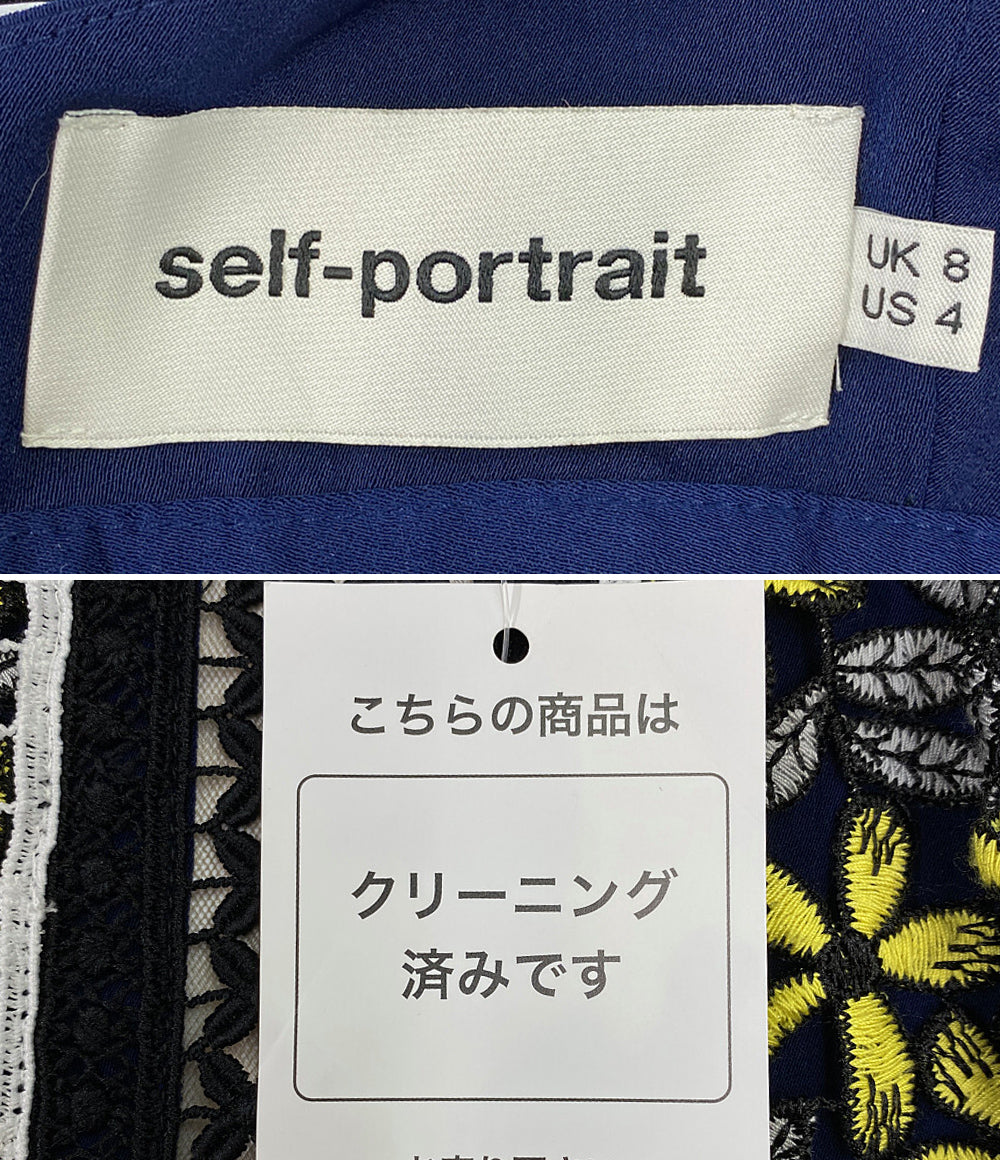 self-portrait
UK 8
US 4
こちらの商品は
クリーニング
済みです